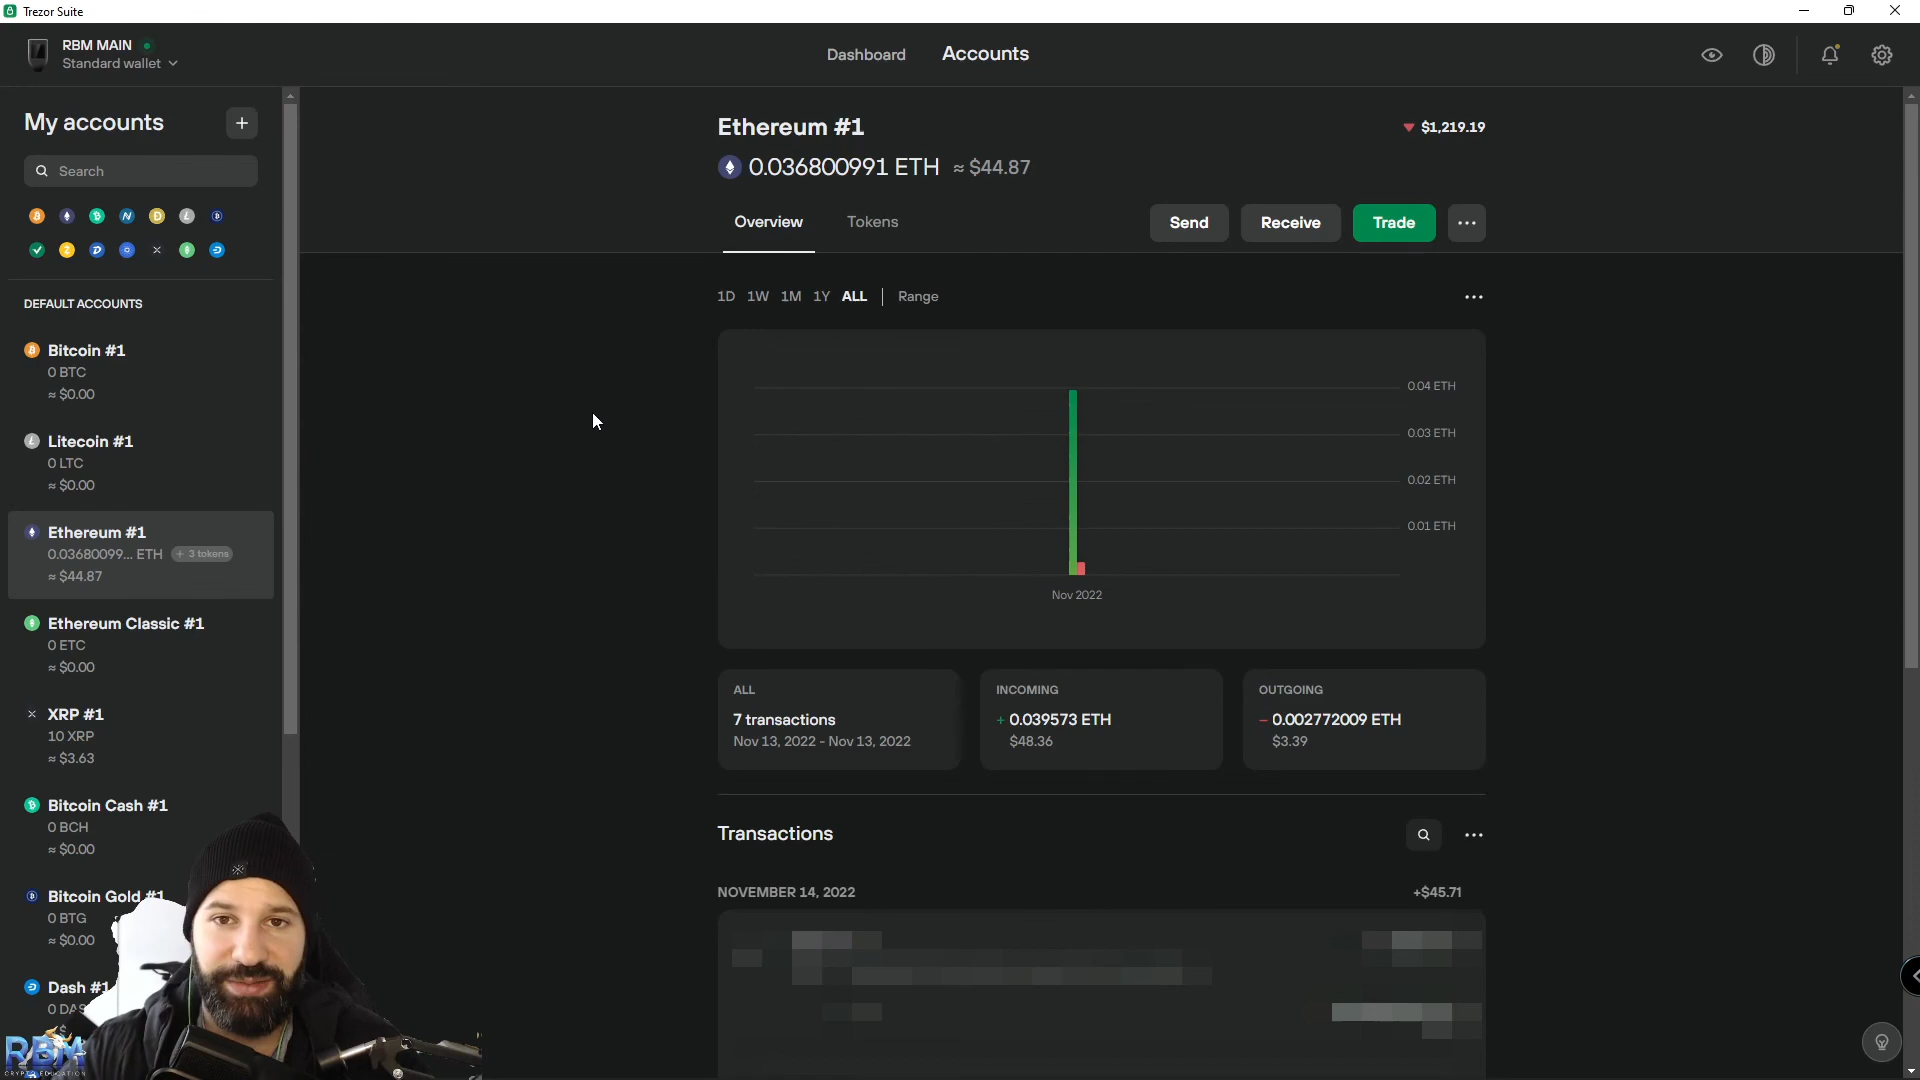 Trezor Suite
RBM MAIN
Standard wallet
Dashboard
Accounts
My accounts
Search
DEFAULT ACCOUNTS
Bitcoin #1
0 BTC
≈ $0.00
Litecoin #1
0 LTC
≈ $0.00
Ethereum #1
0.03680099... ETH
+ 3 tokens
≈ $44.87
Ethereum Classic #1
0 ETC
≈ $0.00
XRP #1
10 XRP
≈ $3.63
Bitcoin Cash #1
0 BCH
≈ $0.00
Bitcoin Gold #1
0 BTG
≈ $0.00
Dash #1
RBM
CRYPTO EDUCATION
Ethereum #1
$1,219.19
0.036800991 ETH ≈ $44.87
Overview
Tokens
Send
Receive
Trade
1D 1W 1M 1Y ALL | Range
0.04 ETH
0.03 ETH
0.02 ETH
0.01 ETH
Nov 2022
ALL
7 transactions
Nov 13, 2022 - Nov 13, 2022
INCOMING
+ 0.039573 ETH
$48.36
OUTGOING
− 0.002772009 ETH
$3.39
Transactions
NOVEMBER 14, 2022
+$45.71